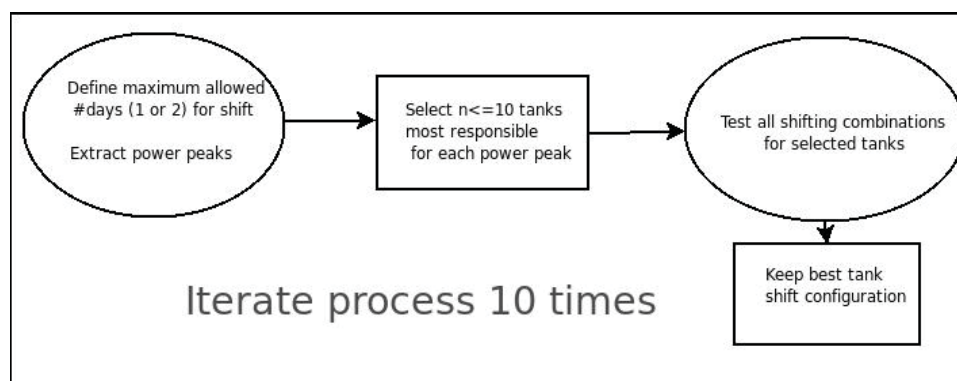 Define maximum allowed
#days (1 or 2) for shift
Extract power peaks
Select n<=10 tanks
most responsible
for each power peak
Test all shifting combinations
for selected tanks
Keep best tank
shift configuration
Iterate process 10 times